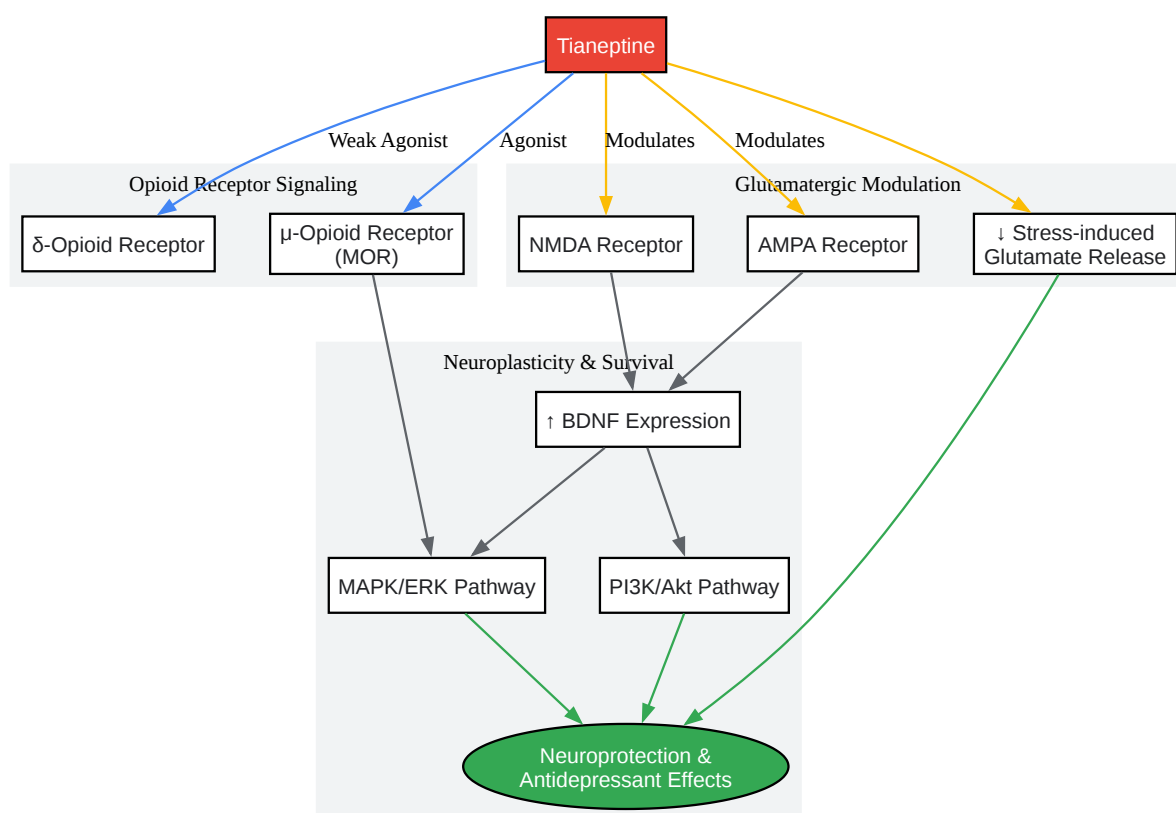 Tianeptine
Weak Agonist
Agonist
Modulates
Modulates
Opioid Receptor Signaling
Glutamatergic Modulation
δ-Opioid Receptor
μ-Opioid Receptor
(MOR)
NMDA Receptor
AMPA Receptor
↓ Stress-induced
Glutamate Release
Neuroplasticity & Survival
↑ BDNF Expression
MAPK/ERK Pathway
PI3K/Akt Pathway
Neuroprotection &
Antidepressant Effects